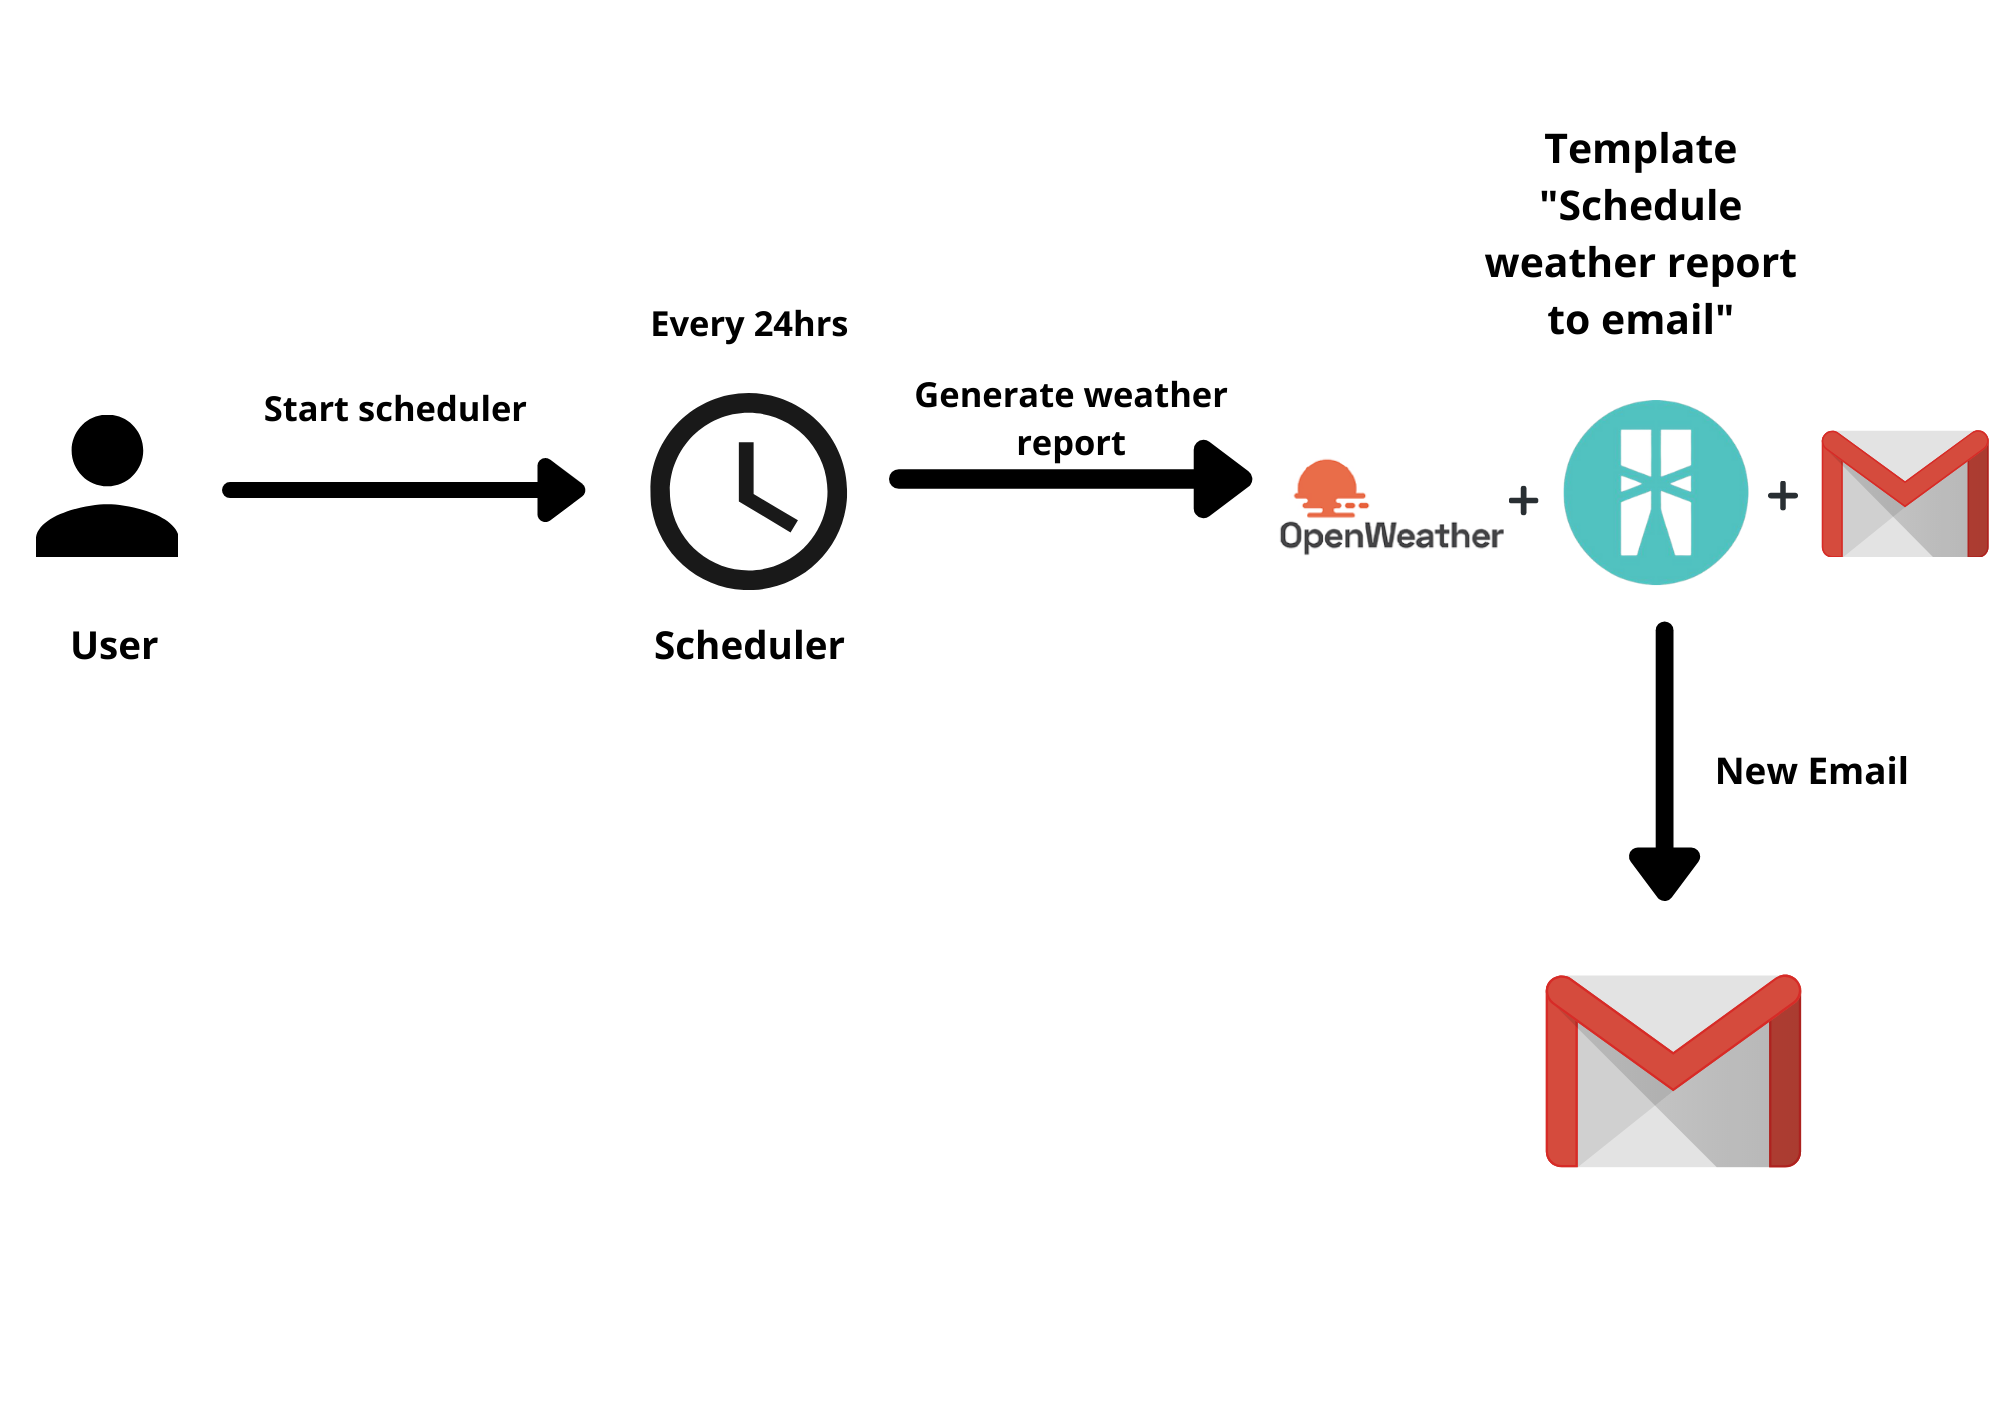 Template
"Schedule
weather report
to email"
Every 24hrs
Start scheduler
Generate weather
report
OpenWeather
+
+
User
Scheduler
New Email